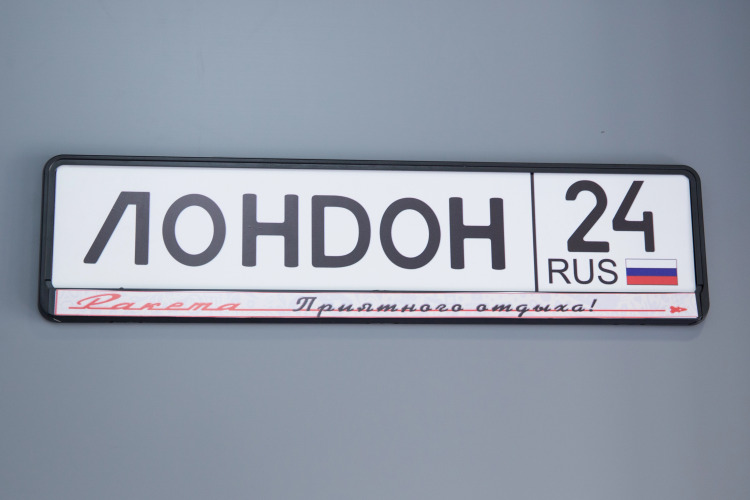 ЛОНДОН 24
RUS
Ракета Приятного отдыха!